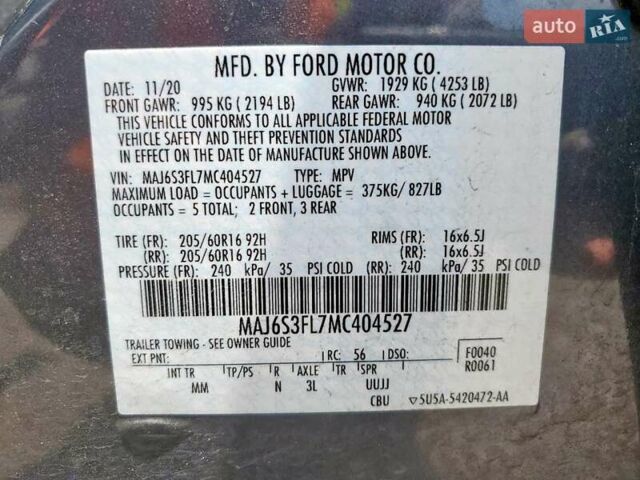 auto RIA.com
MFD. BY FORD MOTOR CO.
DATE: 11/20 GVWR: 1929 KG ( 4253 LB)
FRONT GAWR: 995 KG ( 2194 LB) REAR GAWR: 940 KG ( 2072 LB)
THIS VEHICLE CONFORMS TO ALL APPLICABLE FEDERAL MOTOR
VEHICLE SAFETY AND THEFT PREVENTION STANDARDS
IN EFFECT ON THE DATE OF MANUFACTURE SHOWN ABOVE.
VIN: MAJ6S3FL7MC404527 TYPE: MPV
MAXIMUM LOAD = OCCUPANTS + LUGGAGE = 375KG/ 827LB
OCCUPANTS = 5 TOTAL; 2 FRONT, 3 REAR
TIRE (FR): 205/60R16 92H RIMS (FR): 16x6.5J
(RR): 205/60R16 92H (RR): 16x6.5J
PRESSURE (FR): 240 kPa/ 35 PSI COLD (RR): 240 kPa/ 35 PSI COLD
MAJ6S3FL7MC404527
TRAILER TOWING - SEE OWNER GUIDE
EXT PNT: RC: 56 DSO: F0040
R0061
INT TR TP/PS R AXLE TR SPR
MM N 3L UUJJ
CBU ▽5U5A-5420472-AA